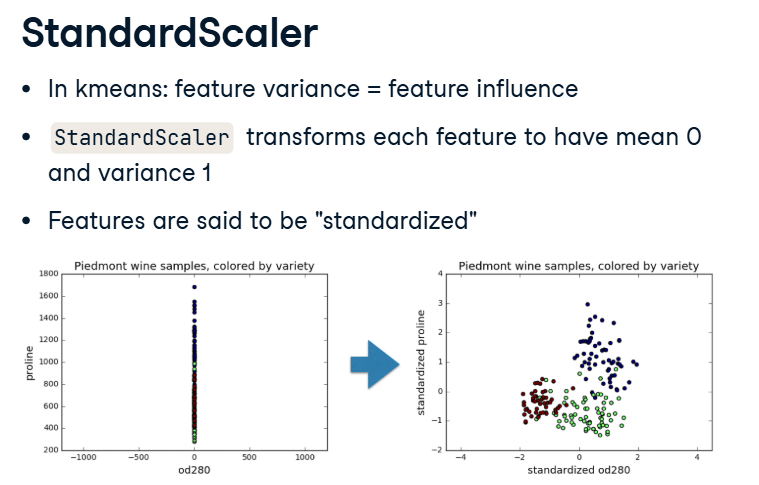 StandardScaler
• In kmeans: feature variance = feature influence
• StandardScaler transforms each feature to have mean 0
and variance 1
• Features are said to be "standardized"
Piedmont wine samples, colored by variety
1800
1600
1400
1200
1000
800
600
400
200
proline
−1000
−500
0
500
1000
od280
Piedmont wine samples, colored by variety
4
3
2
1
0
−1
−2
standardized proline
−4
−2
0
2
4
standardized od280